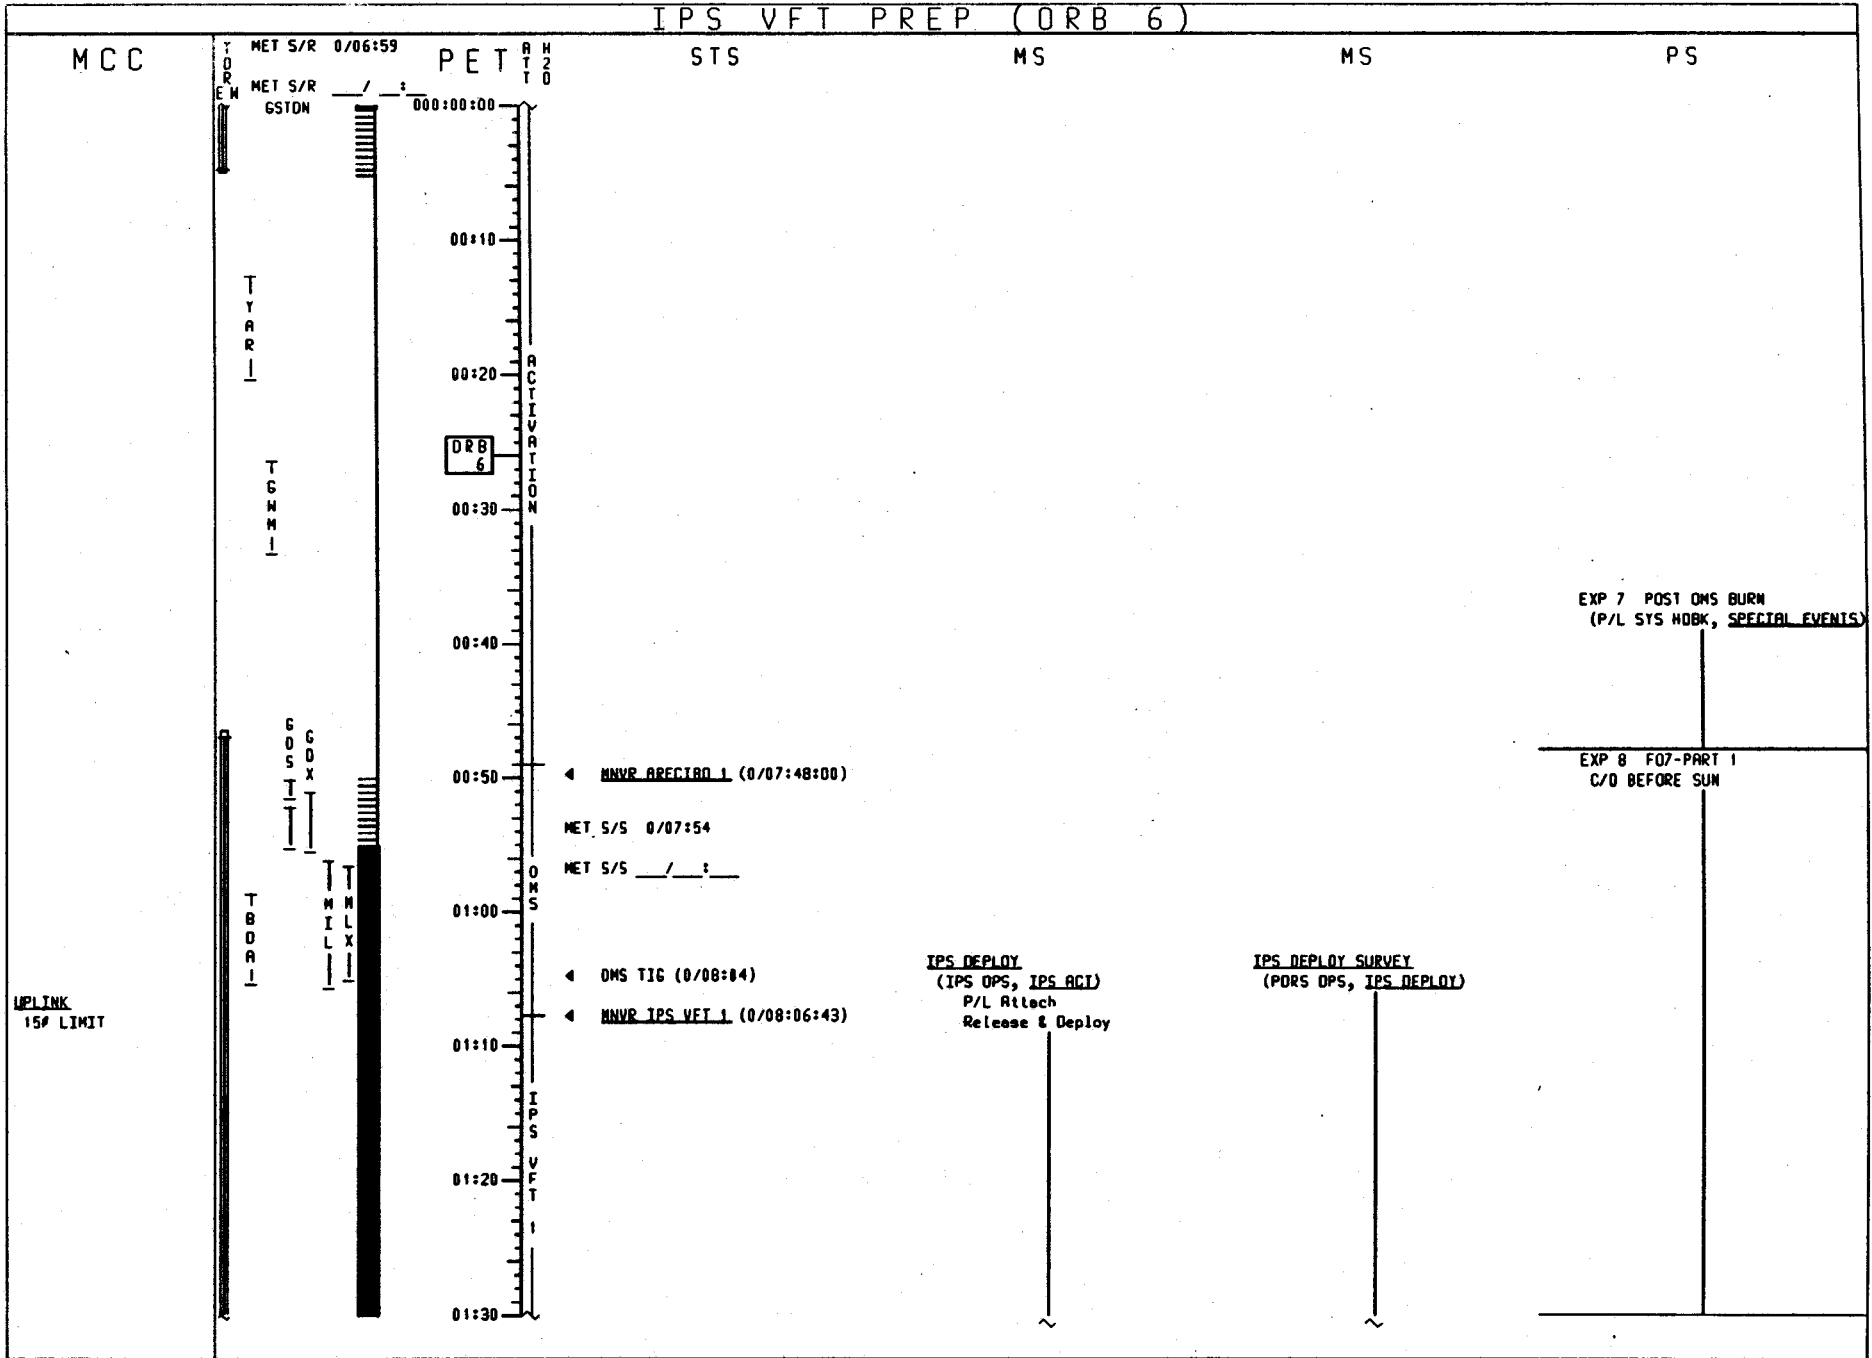 IPS VFT PREP (ORB 6)
MCC
TDRE W
MET S/R 0/06:59
MET S/R ___/ __:__
GSTDN
PET
ATT
H20
STS
MS
MS
PS
000:00:00
00:10
YAR
00:20
ACTIVATION
ORB
6
GWM
00:30
EXP 7 POST OMS BURN
(P/L SYS HDBK, SPECIAL EVENTS)
00:40
GDS
GDX
EXP 8 FO7-PART 1
C/O BEFORE SUN
00:50
MNVR ARECIBO 1 (0/07:48:00)
MET S/S 0/07:54
MET S/S ___/___:___
OMS
BDA
MIL
MLX
01:00
IPS DEPLOY
(IPS OPS, IPS ACT)
P/L Attach
Release & Deploy
IPS DEPLOY SURVEY
(PDRS OPS, IPS DEPLOY)
OMS TIG (0/08:04)
UPLINK
15# LIMIT
MNVR IPS VFT 1 (0/08:06:43)
01:10
IPS VFT 1
01:20
01:30